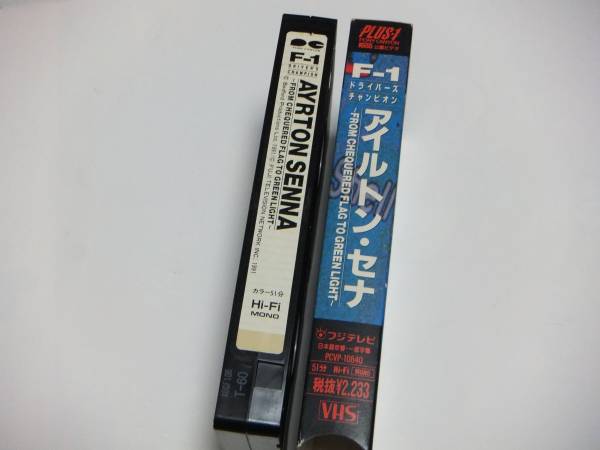 F-1
DRIVERS
CHAMPION
AYRTON SENNA
-FROM CHEQUERED FLAG TO GREEN LIGHT-
カラー51分
Hi-Fi
MONO
T-60
PLUS-1
F-1
ドライバーズ
チャンピオン
アイルトン・セナ
-FROM CHEQUERED FLAG TO GREEN LIGHT-
フジテレビ
PCVP-10640
51分 Hi-Fi MONO
税抜¥2,233
VHS